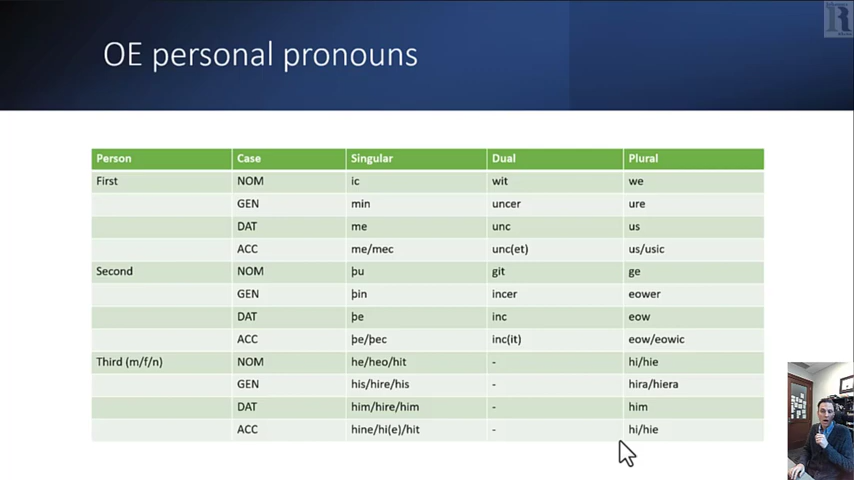 OE personal pronouns
Person Case Singular Dual Plural
First NOM ic wit we
GEN min uncer ure
DAT me unc us
ACC me/mec unc(et) us/usic
Second NOM þu git ge
GEN þin incer eower
DAT þe inc eow
ACC þe/þec inc(it) eow/eowic
Third (m/f/n) NOM he/heo/hit - hi/hie
GEN his/hire/his - hira/hiera
DAT him/hire/him - him
ACC hine/hi(e)/hit - hi/hie